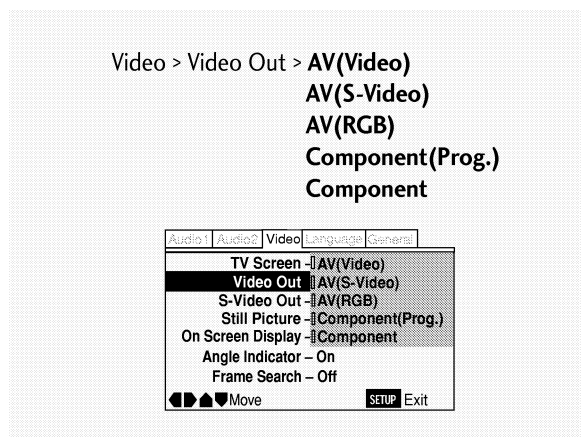 Video > Video Out > AV(Video)
AV(S-Video)
AV(RGB)
Component(Prog.)
Component
Audio1 Audio2 Video Language General
TV Screen – AV(Video)
Video Out AV(S-Video)
S-Video Out – AV(RGB)
Still Picture – Component(Prog.)
On Screen Display – Component
Angle Indicator – On
Frame Search – Off
Move SETUP Exit